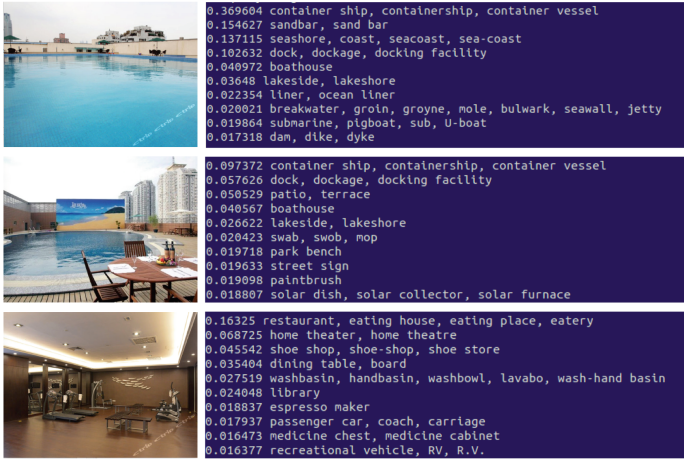 0.369604 container ship, containership, container vessel
0.154627 sandbar, sand bar
0.137115 seashore, coast, seacoast, sea-coast
0.102632 dock, dockage, docking facility
0.040972 boathouse
0.03648 lakeside, lakeshore
0.022354 liner, ocean liner
0.020021 breakwater, groin, groyne, mole, bulwark, seawall, jetty
0.019864 submarine, pigboat, sub, U-boat
0.017318 dam, dike, dyke
0.097372 container ship, containership, container vessel
0.057626 dock, dockage, docking facility
0.050529 patio, terrace
0.040567 boathouse
0.026622 lakeside, lakeshore
0.020423 swab, swob, mop
0.019718 park bench
0.019633 street sign
0.019098 paintbrush
0.018807 solar dish, solar collector, solar furnace
0.16325 restaurant, eating house, eating place, eatery
0.068725 home theater, home theatre
0.045542 shoe shop, shoe-shop, shoe store
0.035404 dining table, board
0.027519 washbasin, handbasin, washbowl, lavabo, wash-hand basin
0.024048 library
0.018837 espresso maker
0.017937 passenger car, coach, carriage
0.016473 medicine chest, medicine cabinet
0.016377 recreational vehicle, RV, R.V.